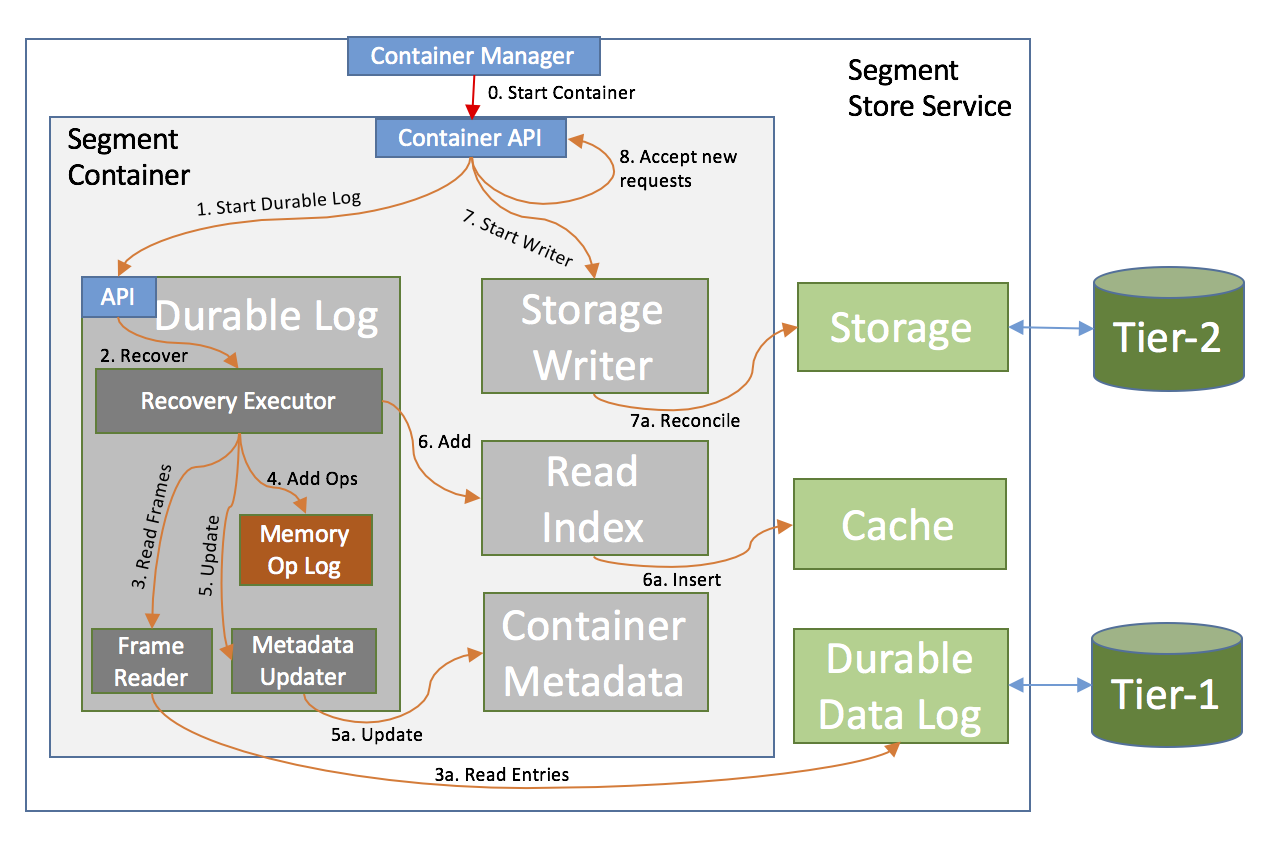 Container Manager
Segment
Store Service
0. Start Container
Segment
Container
Container API
8. Accept new
requests
1. Start Durable Log
7. Start Writer
API
Durable Log
2. Recover
Recovery Executor
Storage
Writer
Storage
Tier-2
7a. Reconcile
6. Add
3. Read Frames
4. Add Ops
5. Update
Memory
Op Log
Read
Index
Cache
6a. Insert
Frame
Reader
Metadata
Updater
Container
Metadata
Durable
Data Log
Tier-1
5a. Update
3a. Read Entries